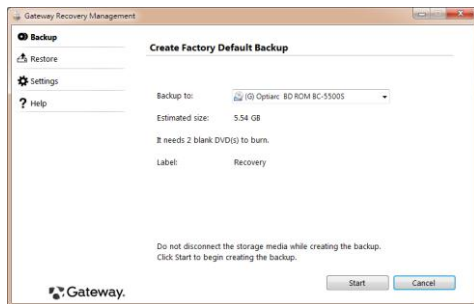 Gateway Recovery Management
Backup
Restore
Settings
Help
Create Factory Default Backup
Backup to: (G) Optiarc BD ROM BC-5500S
Estimated size: 5.54 GB
It needs 2 blank DVD(s) to burn.
Label: Recovery
Do not disconnect the storage media while creating the backup.
Click Start to begin creating the backup.
Start Cancel
Gateway.